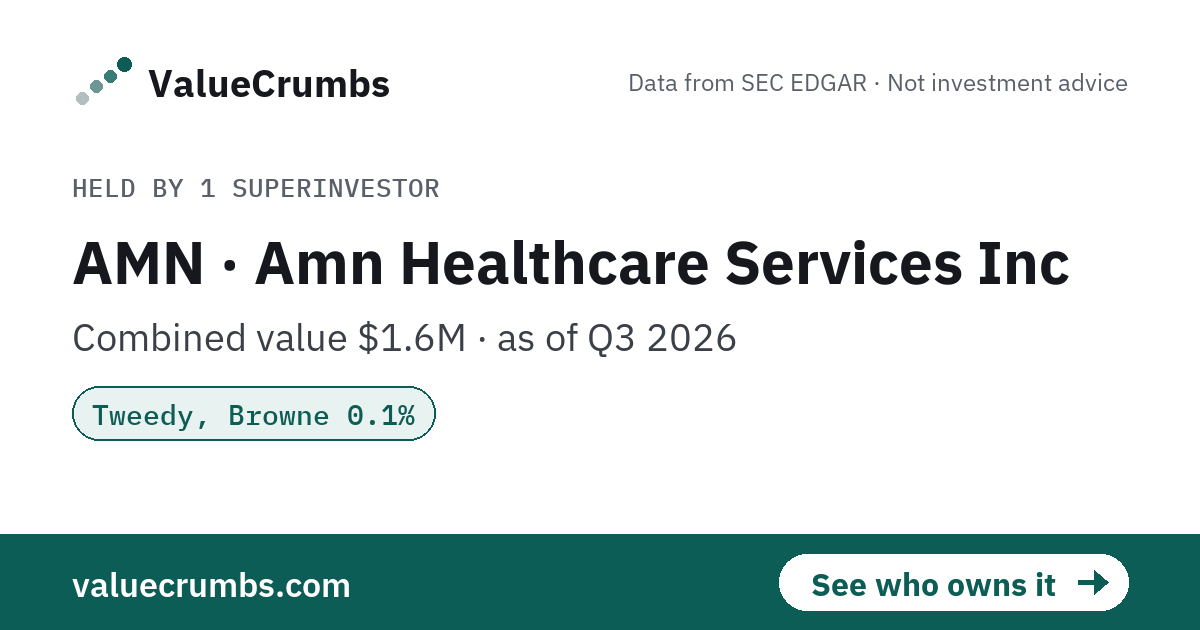 ValueCrumbs
Data from SEC EDGAR · Not investment advice
HELD BY 1 SUPERINVESTOR
AMN · Amn Healthcare Services Inc
Combined value $1.6M · as of Q3 2026
Tweedy, Browne 0.1%
valuecrumbs.com
See who owns it →